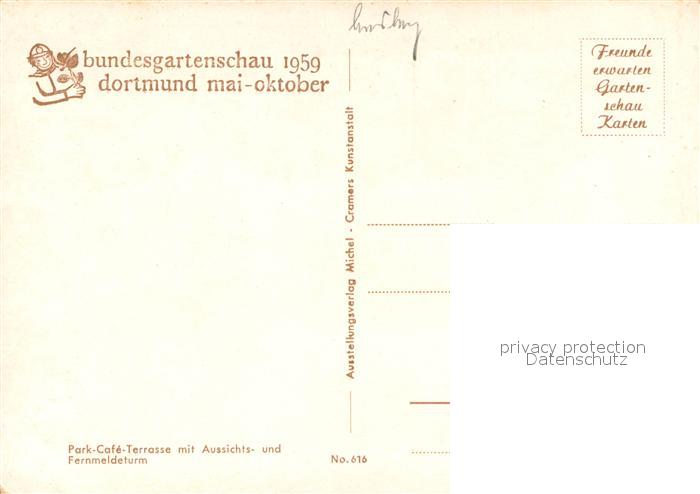 bundesgartenschau 1959
dortmund mai-oktober
Freunde
erwarten
Garten-
schau
Karten
Ausstellungsverlag Michel - Cramers Kunstanstalt
privacy protection
Datenschutz
Park-Café-Terrasse mit Aussichts- und
Fernmeldeturm
No. 616